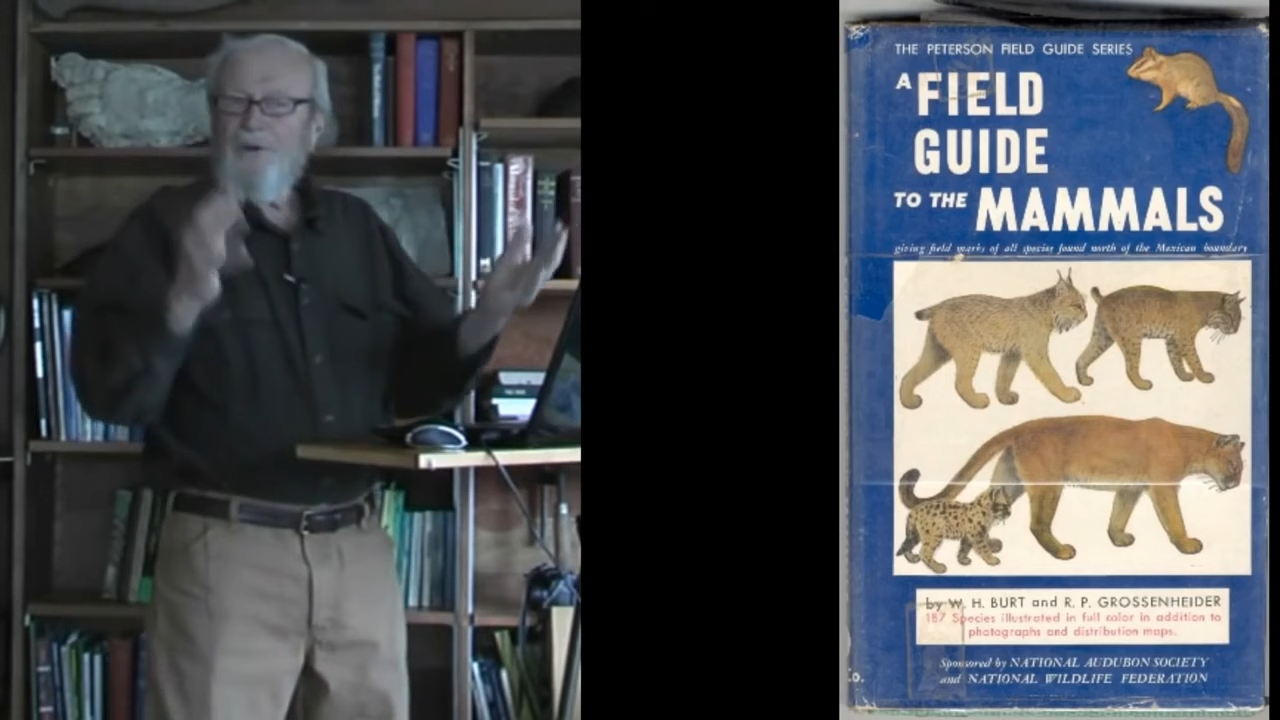 THE PETERSON FIELD GUIDE SERIES
A FIELD
GUIDE
TO THE MAMMALS
giving field marks of all species found north of the Mexican boundary
by W. H. BURT and R. P. GROSSENHEIDER
187 Species illustrated in full color in addition to
photographs and distribution maps.
Sponsored by NATIONAL AUDUBON SOCIETY
and NATIONAL WILDLIFE FEDERATION